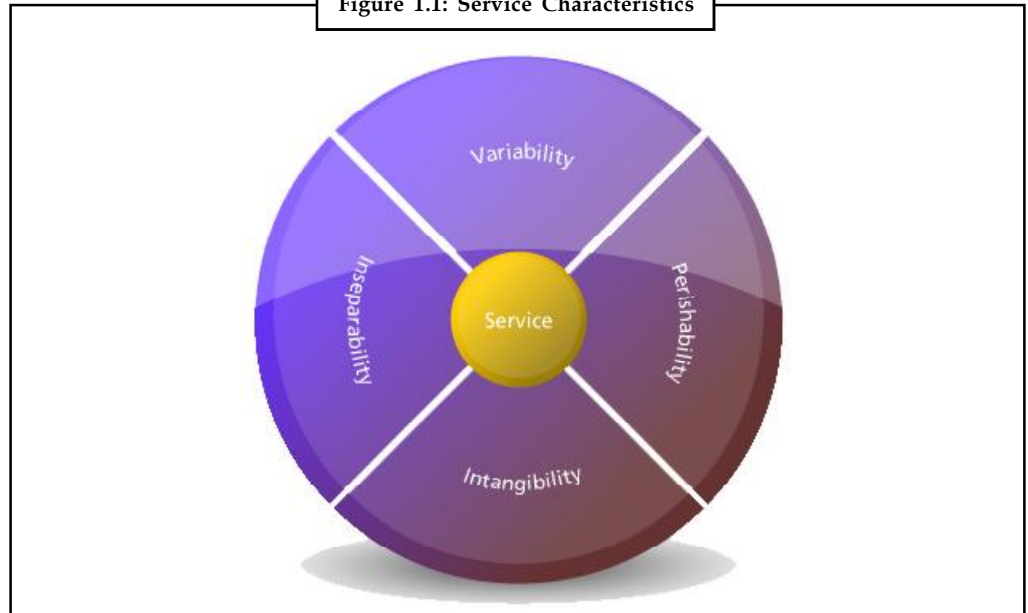 Figure 1.1: Service Characteristics
Variability
Inseparability
Service
Perishability
Intangibility